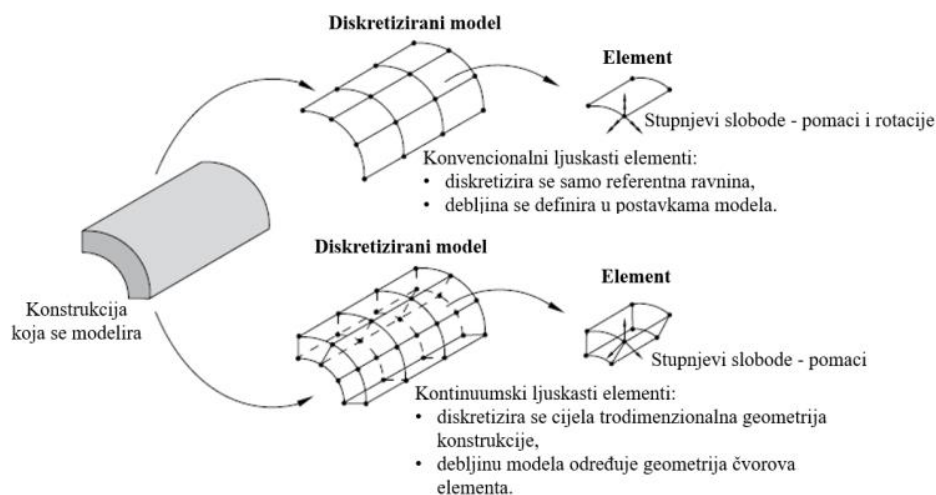 Diskretizirani model
Element
Stupnjevi slobode - pomaci i rotacije
Konvencionalni ljuskasti elementi:
• diskretizira se samo referentna ravnina,
• debljina se definira u postavkama modela.
Konstrukcija
koja se modelira
Diskretizirani model
Element
Stupnjevi slobode - pomaci
Kontinuumski ljuskasti elementi:
• diskretizira se cijela trodimenzionalna geometrija
konstrukcije,
• debljinu modela određuje geometrija čvorova
elementa.